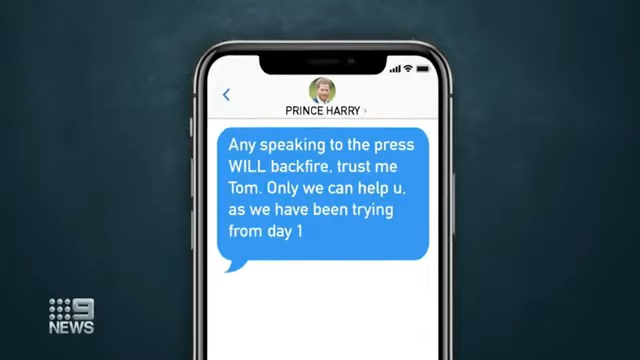 PRINCE HARRY
Any speaking to the press
WILL backfire, trust me
Tom. Only we can help u,
as we have been trying
from day 1
9
NEWS